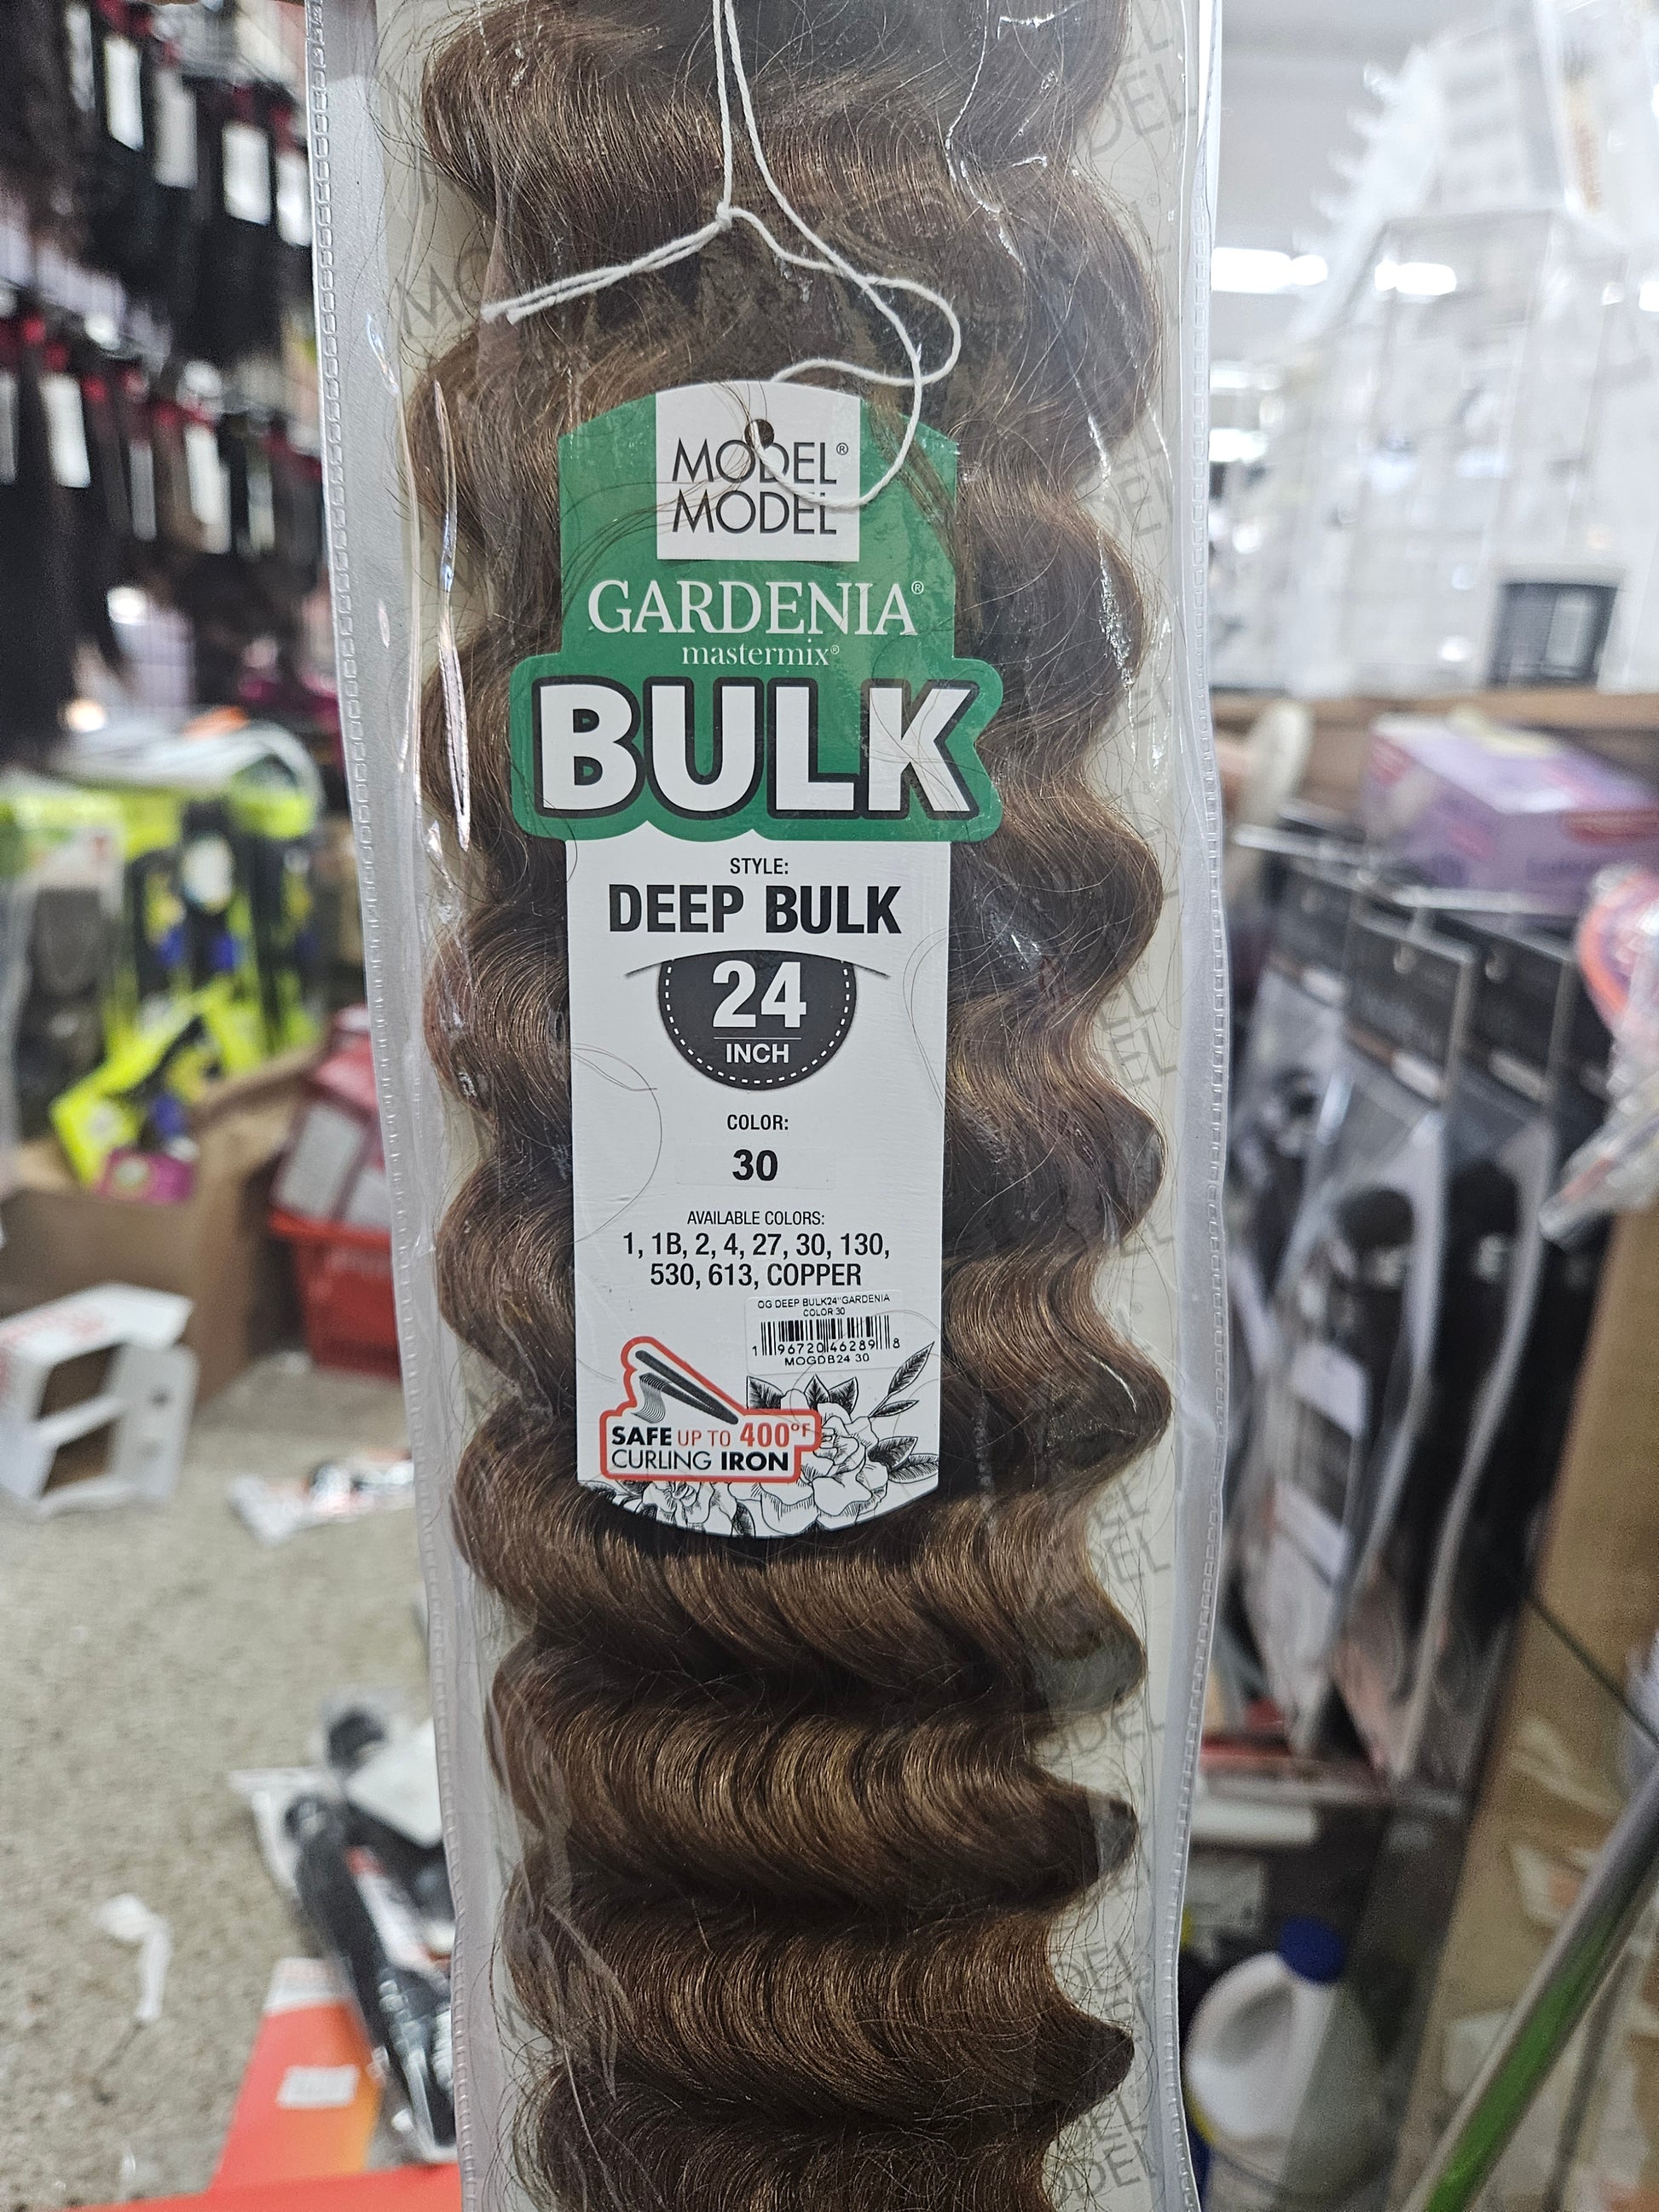 MODEL®
MODEL
GARDENIA®
mastermix®
BULK
STYLE:
DEEP BULK
24
INCH
COLOR:
30
AVAILABLE COLORS:
1, 1B, 2, 4, 27, 30, 130,
530, 613, COPPER
OG DEEP BULK24"GARDENIA
COLOR:30
1 96720 46289 8
MOGDB24 30
SAFE UP TO 400°F
CURLING IRON